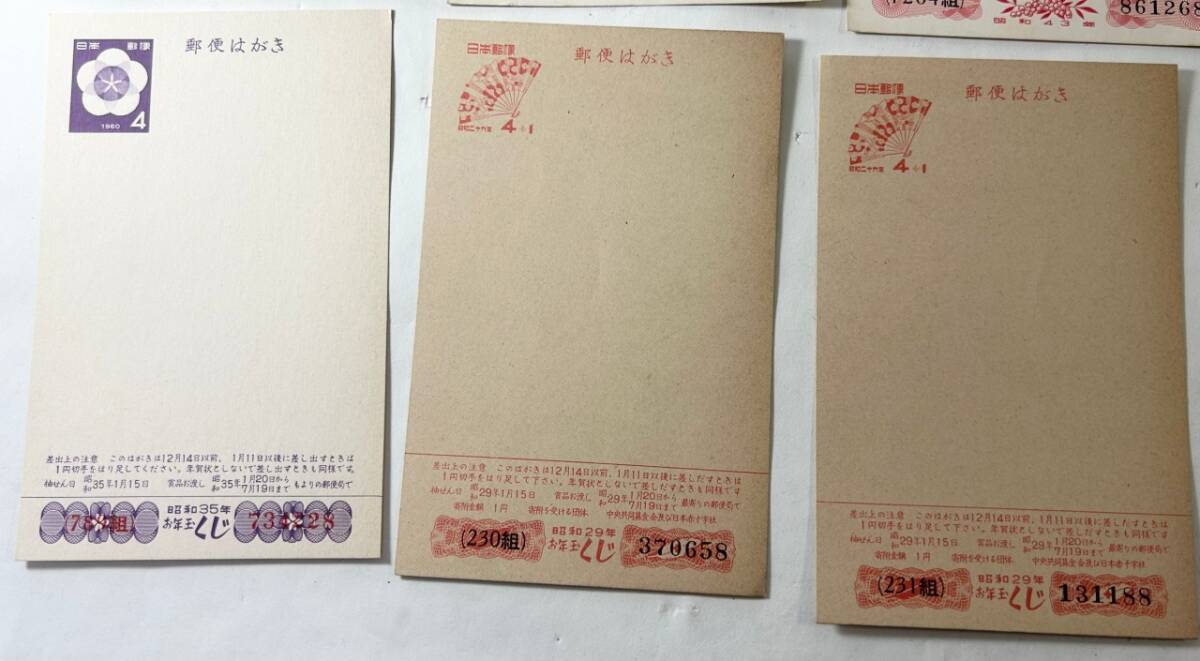 日本郵便
郵便はがき
1960 4
差出上の注意 このはがきは12月14日以前、1月11日以後に差し出すときは
1円切手をはり足してください。年賀状としないで差し出すときも同様です。
抽せん日 昭和35年1月15日 賞品お渡し 昭和35年1月20日から7月19日まで もよりの郵便局で
昭和35年
お年玉くじ
組
日本郵便
郵便はがき
4+1
差出上の注意 このはがきは12月14日以前、1月11日以後に差しだすときは
1円切手をはり足して下さい。年賀状としないで差しだすときも同様です
抽せん日 昭和29年1月15日 賞品お渡し 昭和29年1月20日から7月19日まで 最寄りの郵便局で
寄附金額 1円 寄附を受ける団体 中央共同募金会及び日本赤十字社
(230組)
昭和29年
お年玉くじ
370658
日本郵便
郵便はがき
4+1
差出上の注意 このはがきは12月14日以前、1月11日以後に差しだすときは
1円切手をはり足して下さい。年賀状としないで差しだすときも同様です
抽せん日 昭和29年1月15日 賞品お渡し 昭和29年1月20日から7月19日まで 最寄りの郵便局で
寄附金額 1円 寄附を受ける団体 中央共同募金会及び日本赤十字社
(231組)
昭和29年
お年玉くじ
131188
昭和43年
861268